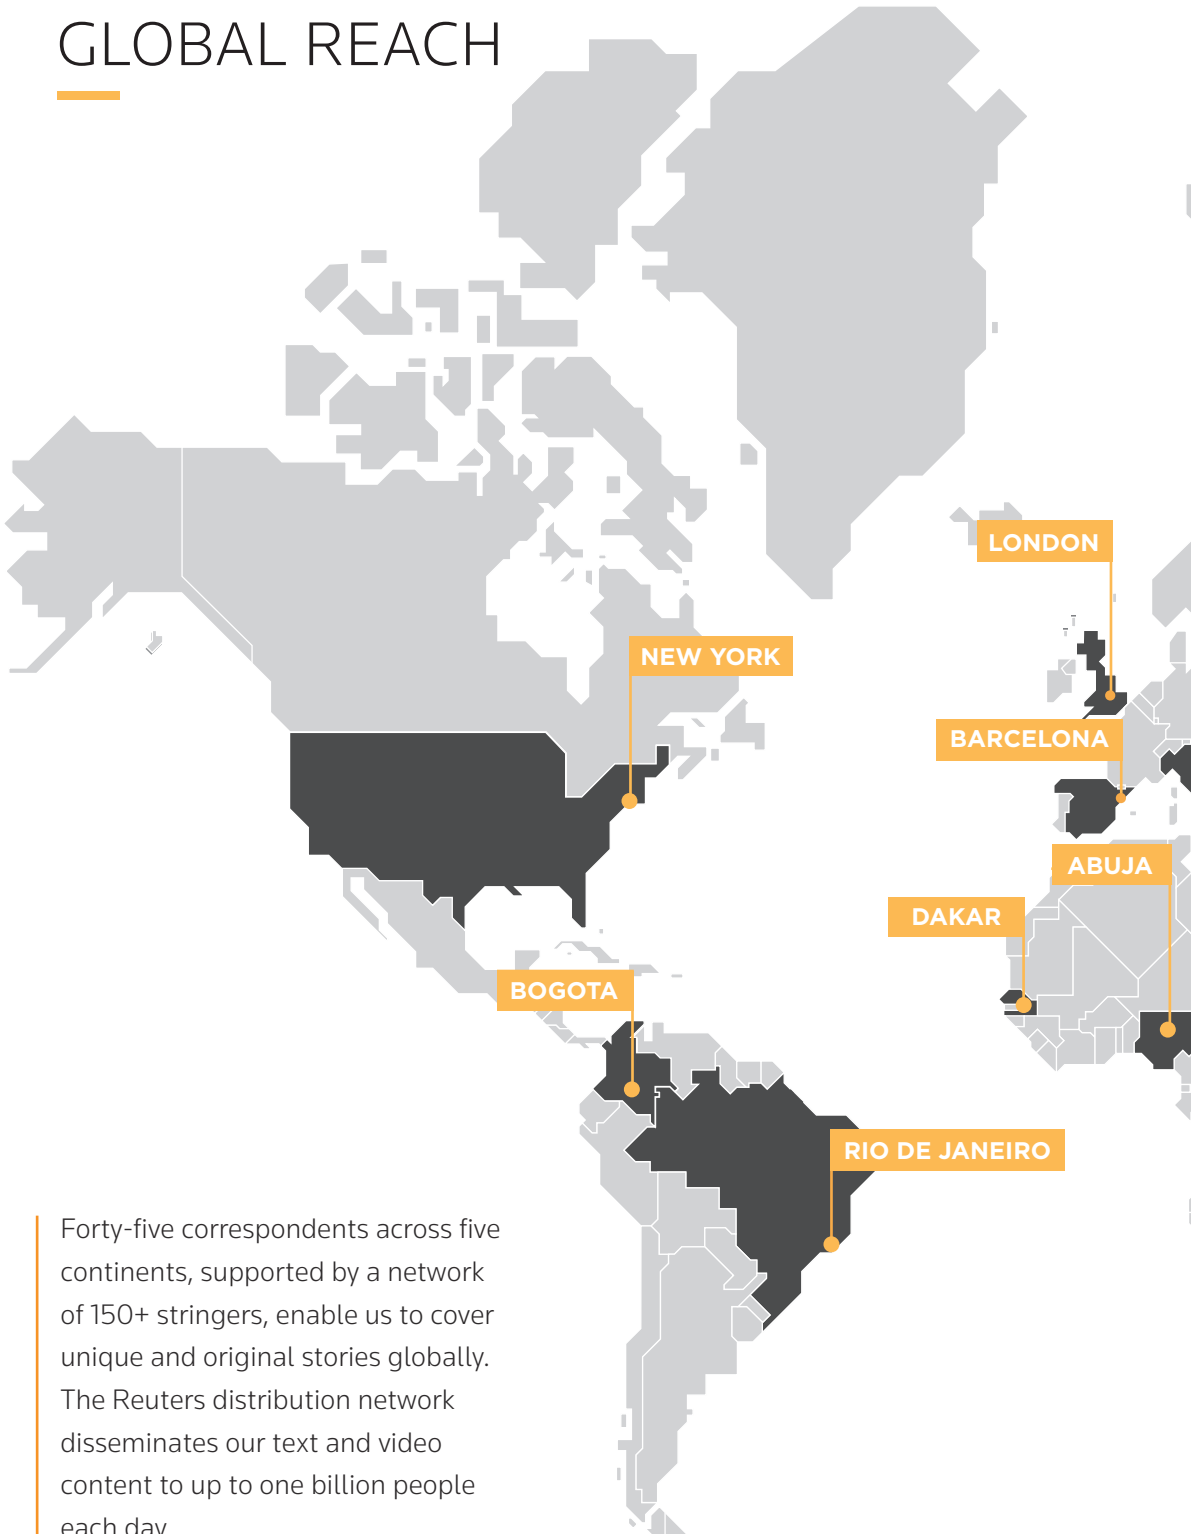 GLOBAL REACH
LONDON
NEW YORK
BARCELONA
ABUJA
DAKAR
BOGOTA
RIO DE JANEIRO
Forty-five correspondents across five
continents, supported by a network
of 150+ stringers, enable us to cover
unique and original stories globally.
The Reuters distribution network
disseminates our text and video
content to up to one billion people
each day